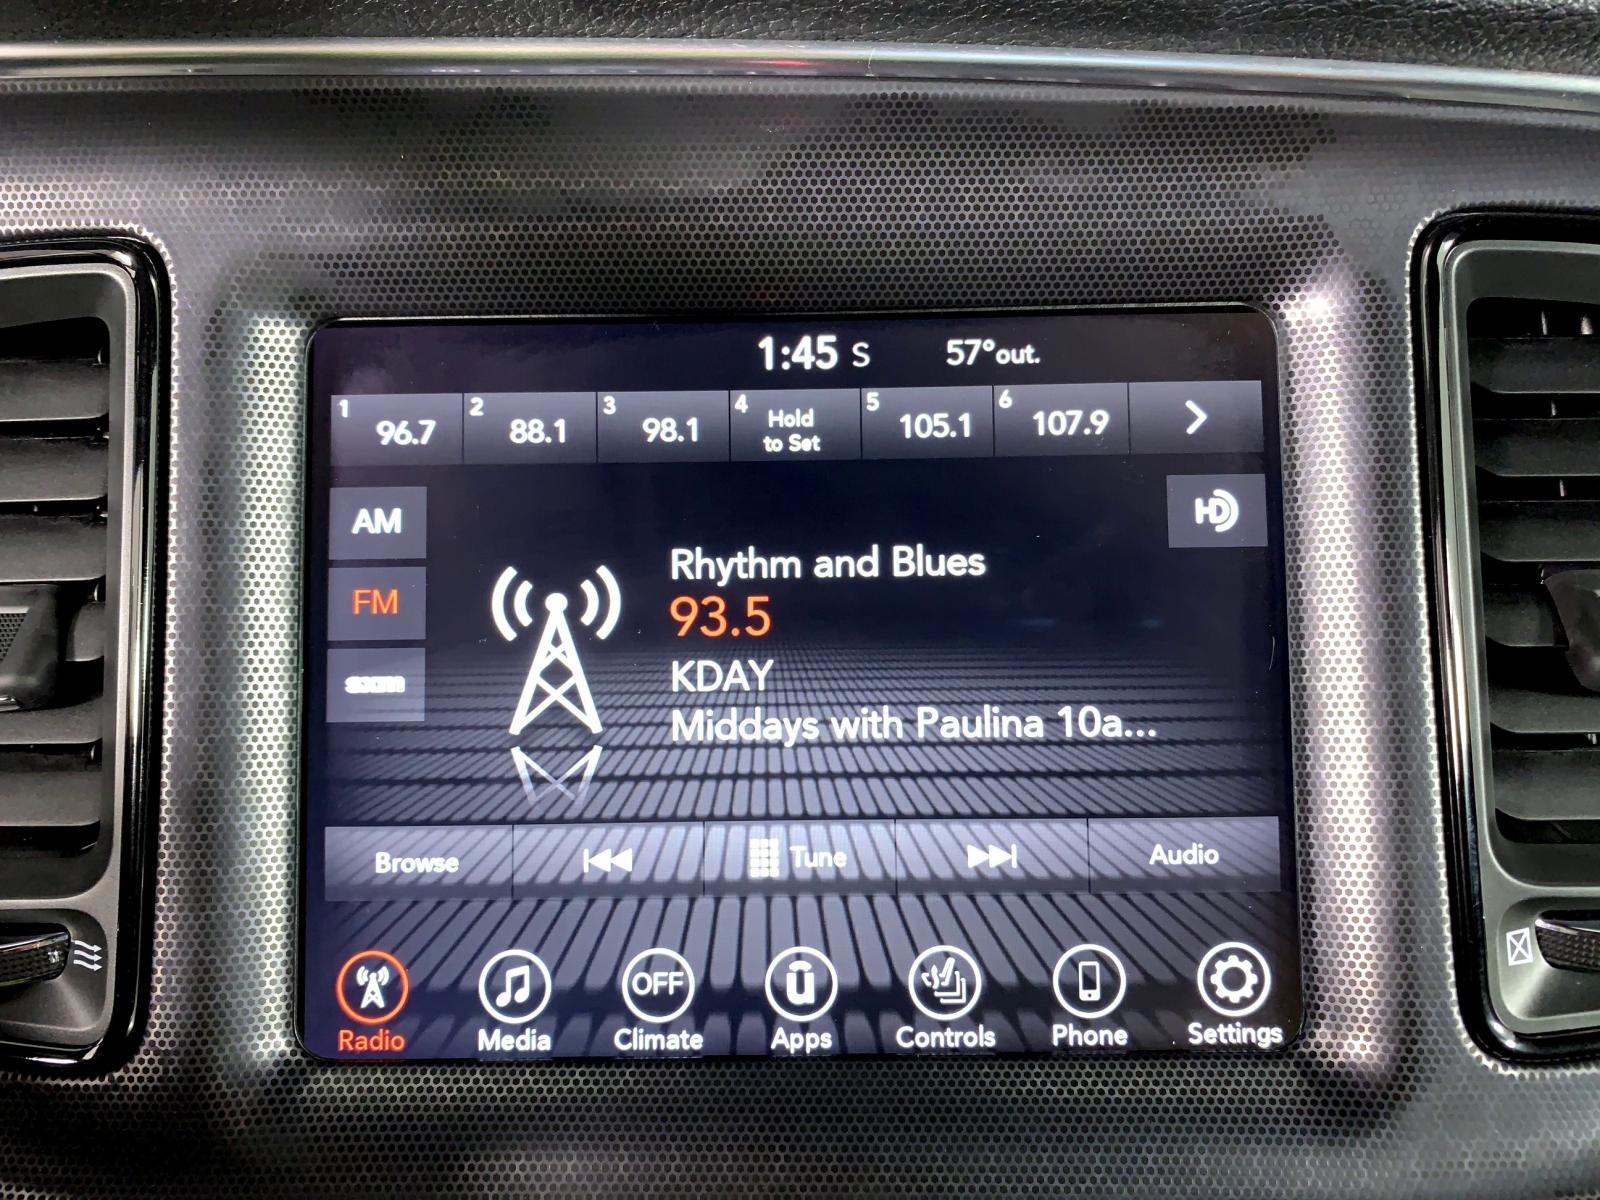 1:45 S 57°out.
1 96.7 2 88.1 3 98.1 4 Hold to Set 5 105.1 6 107.9
AM
HD
FM
sxm
Rhythm and Blues
93.5
KDAY
Middays with Paulina 10a...
Browse Tune Audio
OFF
Radio Media Climate Apps Controls Phone Settings